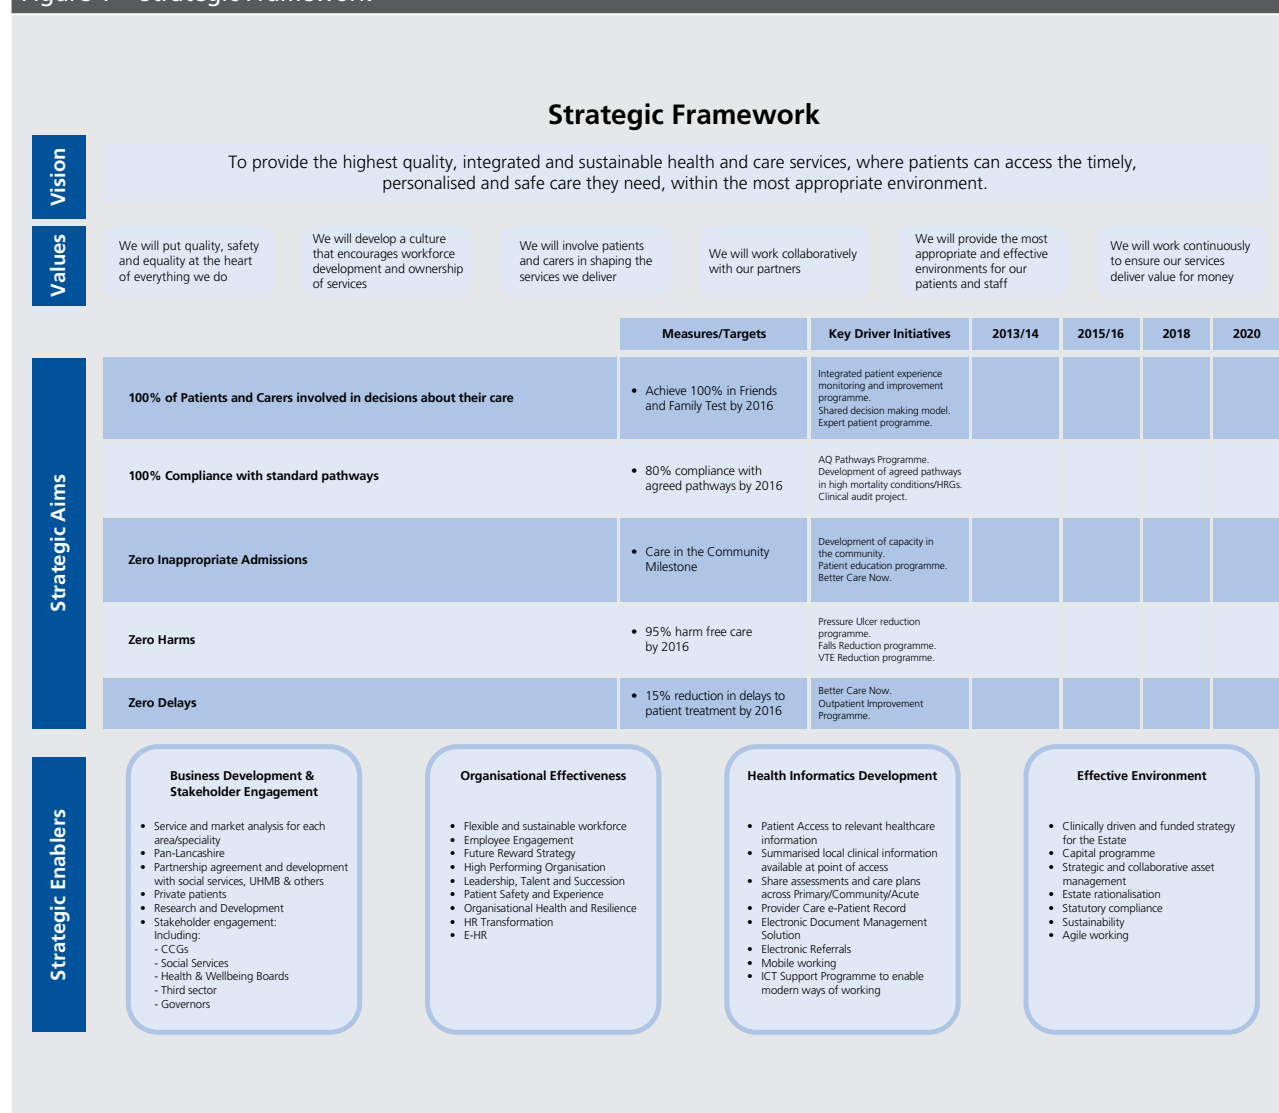 Figure 1 – Strategic Framework
Strategic Framework
Vision
To provide the highest quality, integrated and sustainable health and care services, where patients can access the timely,
personalised and safe care they need, within the most appropriate environment.
Values
We will put quality, safety
and equality at the heart
of everything we do
We will develop a culture
that encourages workforce
development and ownership
of services
We will involve patients
and carers in shaping the
services we deliver
We will work collaboratively
with our partners
We will provide the most
appropriate and effective
environments for our
patients and staff
We will work continuously
to ensure our services
deliver value for money
Measures/Targets
Key Driver Initiatives
2013/14
2015/16
2018
2020
Strategic Aims
100% of Patients and Carers involved in decisions about their care
• Achieve 100% in Friends
and Family Test by 2016
Integrated patient experience
monitoring and improvement
programme.
Shared decision making model.
Expert patient programme.
100% Compliance with standard pathways
• 80% compliance with
agreed pathways by 2016
AQ Pathways Programme.
Development of agreed pathways
in high mortality conditions/HRGs.
Clinical audit project.
Zero Inappropriate Admissions
• Care in the Community
Milestone
Development of capacity in
the community.
Patient education programme.
Better Care Now.
Zero Harms
• 95% harm free care
by 2016
Pressure Ulcer reduction
programme.
Falls Reduction programme.
VTE Reduction programme.
Zero Delays
• 15% reduction in delays to
patient treatment by 2016
Better Care Now.
Outpatient Improvement
Programme.
Strategic Enablers
Business Development &
Stakeholder Engagement
• Service and market analysis for each
area/speciality
• Pan-Lancashire
• Partnership agreement and development
with social services, UHMB & others
• Private patients
• Research and Development
• Stakeholder engagement:
Including:
- CCGs
- Social Services
- Health & Wellbeing Boards
- Third sector
- Governors
Organisational Effectiveness
• Flexible and sustainable workforce
• Employee Engagement
• Future Reward Strategy
• High Performing Organisation
• Leadership, Talent and Succession
• Patient Safety and Experience
• Organisational Health and Resilience
• HR Transformation
• E-HR
Health Informatics Development
• Patient Access to relevant healthcare
information
• Summarised local clinical information
available at point of access
• Share assessments and care plans
across Primary/Community/Acute
• Provider Care e-Patient Record
• Electronic Document Management
Solution
• Electronic Referrals
• Mobile working
• ICT Support Programme to enable
modern ways of working
Effective Environment
• Clinically driven and funded strategy
for the Estate
• Capital programme
• Strategic and collaborative asset
management
• Estate rationalisation
• Statutory compliance
• Sustainability
• Agile working